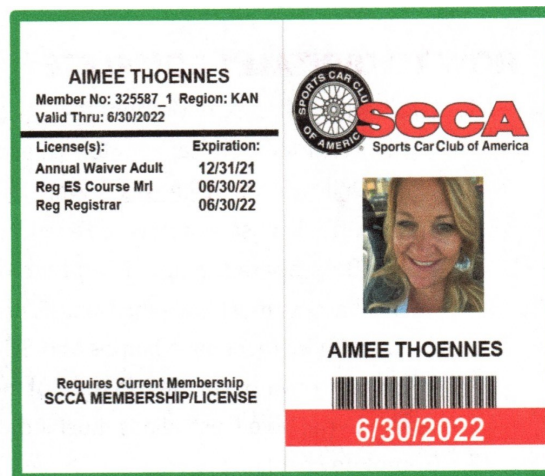 AIMEE THOENNES
Member No: 325587_1 Region: KAN
Valid Thru: 6/30/2022
License(s): Expiration:
Annual Waiver Adult 12/31/21
Reg ES Course Mrl 06/30/22
Reg Registrar 06/30/22
Requires Current Membership
SCCA MEMBERSHIP/LICENSE
SPORTS CAR CLUB
OF AMERICA
SCCA
Sports Car Club of America
AIMEE THOENNES
6/30/2022